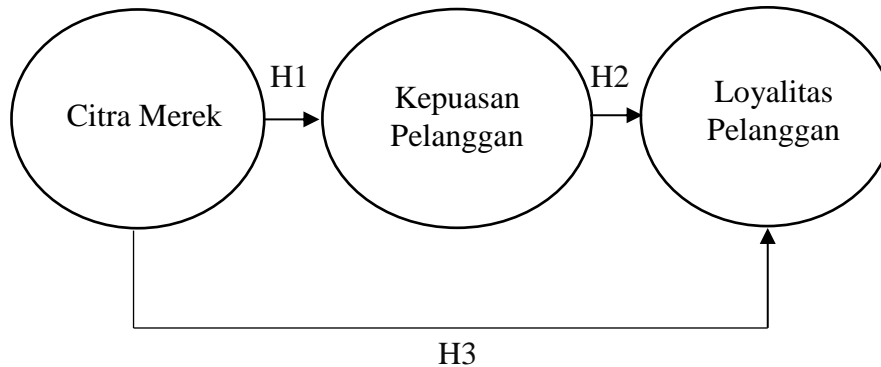 Citra Merek
H1
Kepuasan
Pelanggan
H2
Loyalitas
Pelanggan
H3